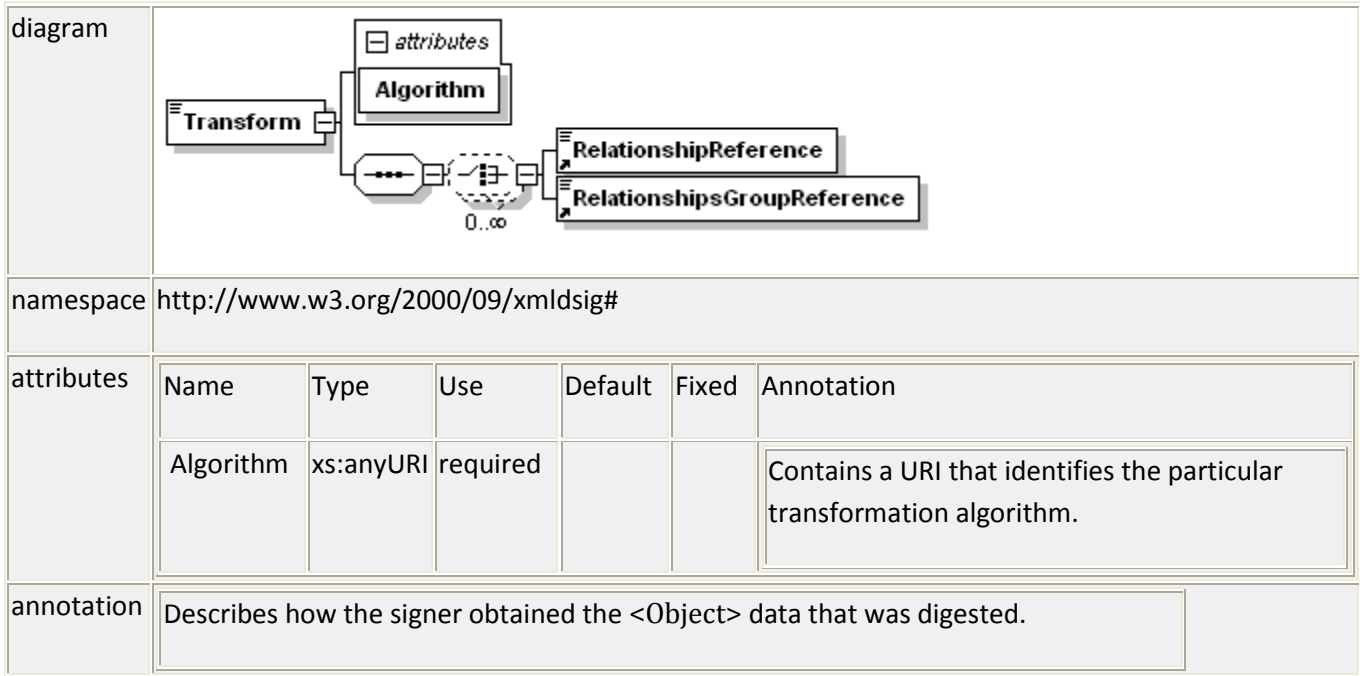 diagram
attributes
Algorithm
Transform
RelationshipReference
RelationshipsGroupReference
0..∞
namespace http://www.w3.org/2000/09/xmldsig#
attributes
Name Type Use Default Fixed Annotation
Algorithm xs:anyURI required Contains a URI that identifies the particular
transformation algorithm.
annotation Describes how the signer obtained the <Object> data that was digested.